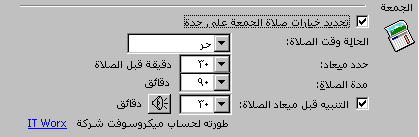 الجمعة
تحديد خيارات صلاة الجمعة على حدة
الحالة وقت الصلاة: حر
حدد ميعاد: ٣٠ دقيقة قبل الصلاة
مدة الصلاة: ٩٠ دقائق
التنبيه قبل ميعاد الصلاة: ٣٠ دقائق
طورته لحساب ميكروسوفت شركة IT Worx